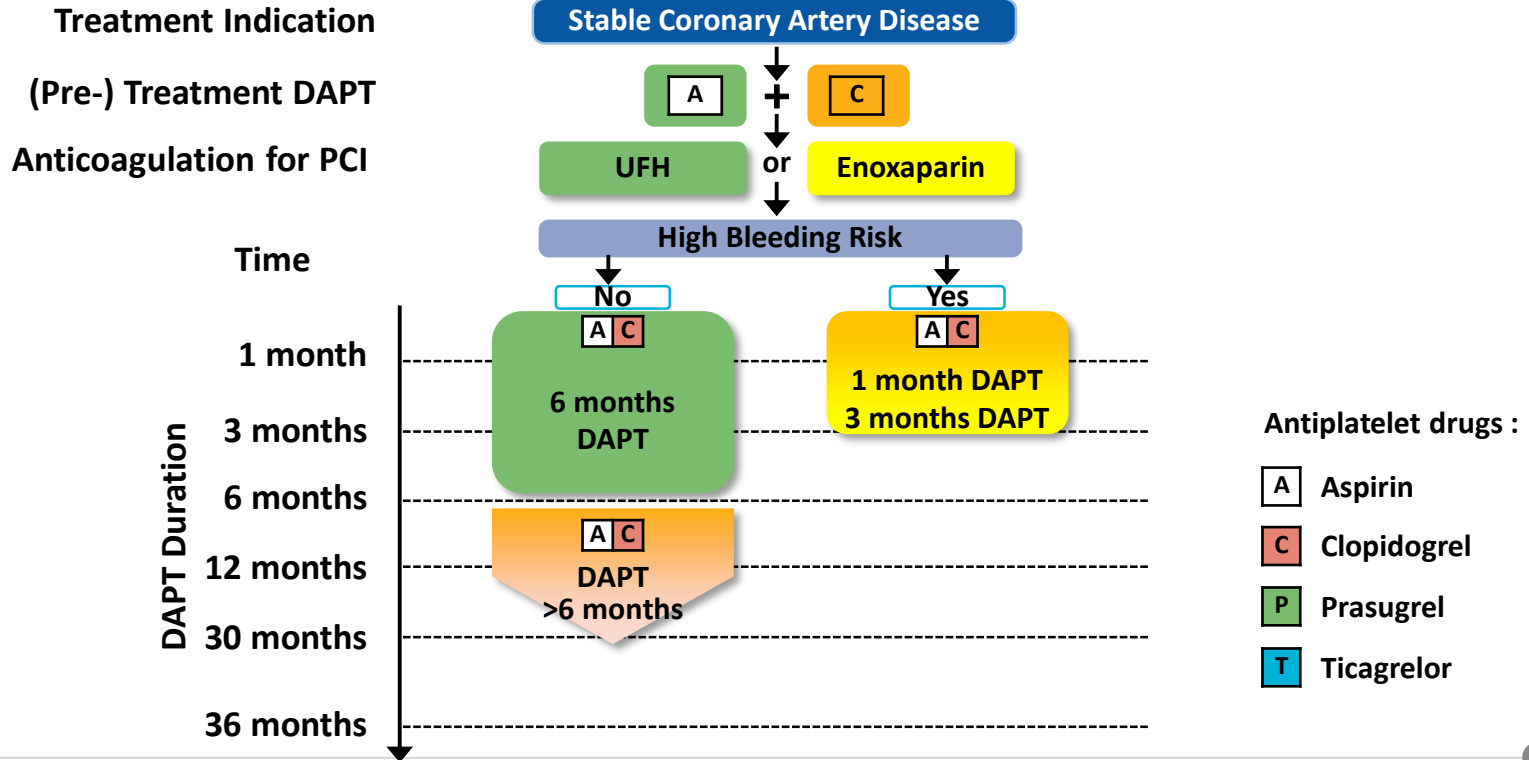 Treatment Indication
Stable Coronary Artery Disease
(Pre-) Treatment DAPT
A + C
Anticoagulation for PCI
UFH or Enoxaparin
High Bleeding Risk
Time
No
Yes
A C
A C
1 month
1 month DAPT
6 months
DAPT
3 months DAPT
3 months
6 months
A C
DAPT
>6 months
12 months
30 months
36 months
DAPT Duration
Antiplatelet drugs :
A Aspirin
C Clopidogrel
P Prasugrel
T Ticagrelor